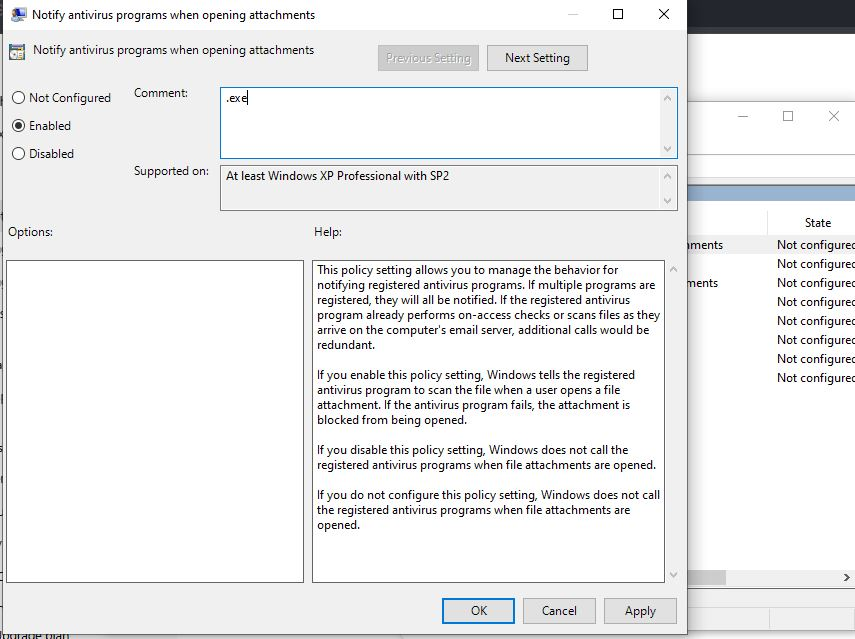 Notify antivirus programs when opening attachments
Notify antivirus programs when opening attachments
Previous Setting
Next Setting
Not Configured
Enabled
Disabled
Comment:
.exe
Supported on:
At least Windows XP Professional with SP2
Options:
Help:
This policy setting allows you to manage the behavior for
notifying registered antivirus programs. If multiple programs are
registered, they will all be notified. If the registered antivirus
program already performs on-access checks or scans files as they
arrive on the computer's email server, additional calls would be
redundant.
If you enable this policy setting, Windows tells the registered
antivirus program to scan the file when a user opens a file
attachment. If the antivirus program fails, the attachment is
blocked from being opened.
If you disable this policy setting, Windows does not call the
registered antivirus programs when file attachments are opened.
If you do not configure this policy setting, Windows does not call
the registered antivirus programs when file attachments are
opened.
OK
Cancel
Apply
State
nments
Not configured
Not configured
ments
Not configured
Not configured
Not configured
Not configured
Not configured
Not configured
plan